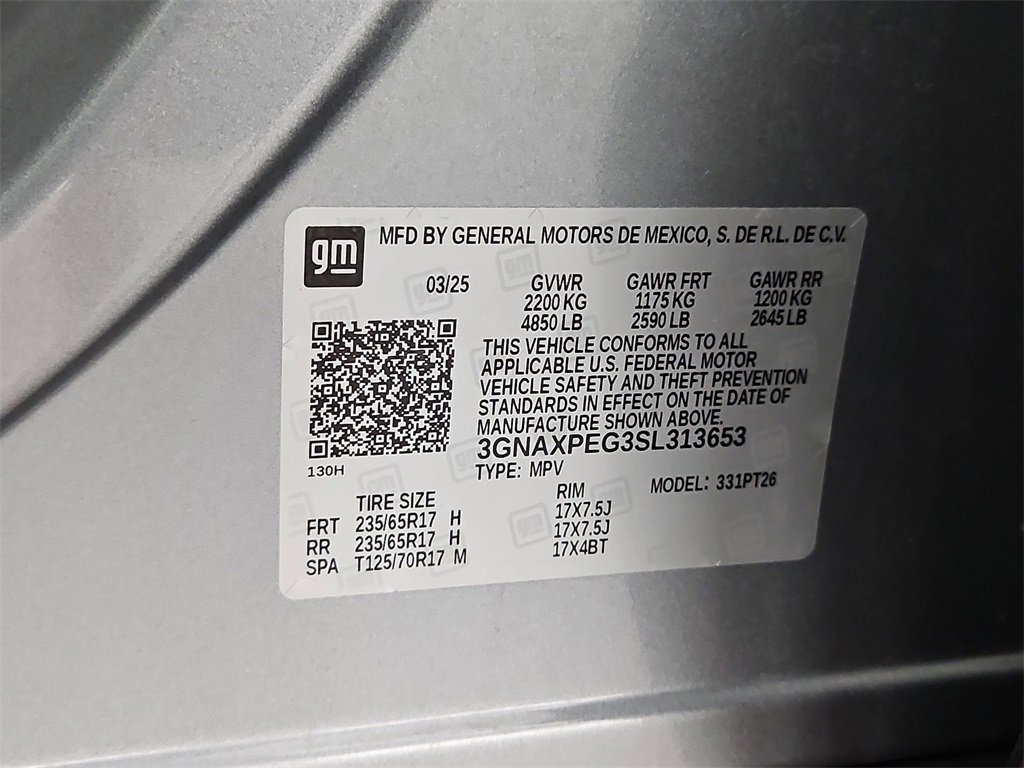 gm
MFD BY GENERAL MOTORS DE MEXICO, S. DE R.L. DE C.V.
03/25 GVWR GAWR FRT GAWR RR
2200 KG 1175 KG 1200 KG
4850 LB 2590 LB 2645 LB
THIS VEHICLE CONFORMS TO ALL
APPLICABLE U.S. FEDERAL MOTOR
VEHICLE SAFETY AND THEFT PREVENTION
STANDARDS IN EFFECT ON THE DATE OF
MANUFACTURE SHOWN ABOVE.
3GNAXPEG3SL313653
130H
TYPE: MPV MODEL: 331PT26
TIRE SIZE RIM
FRT 235/65R17 H 17X7.5J
RR 235/65R17 H 17X7.5J
SPA T125/70R17 M 17X4BT